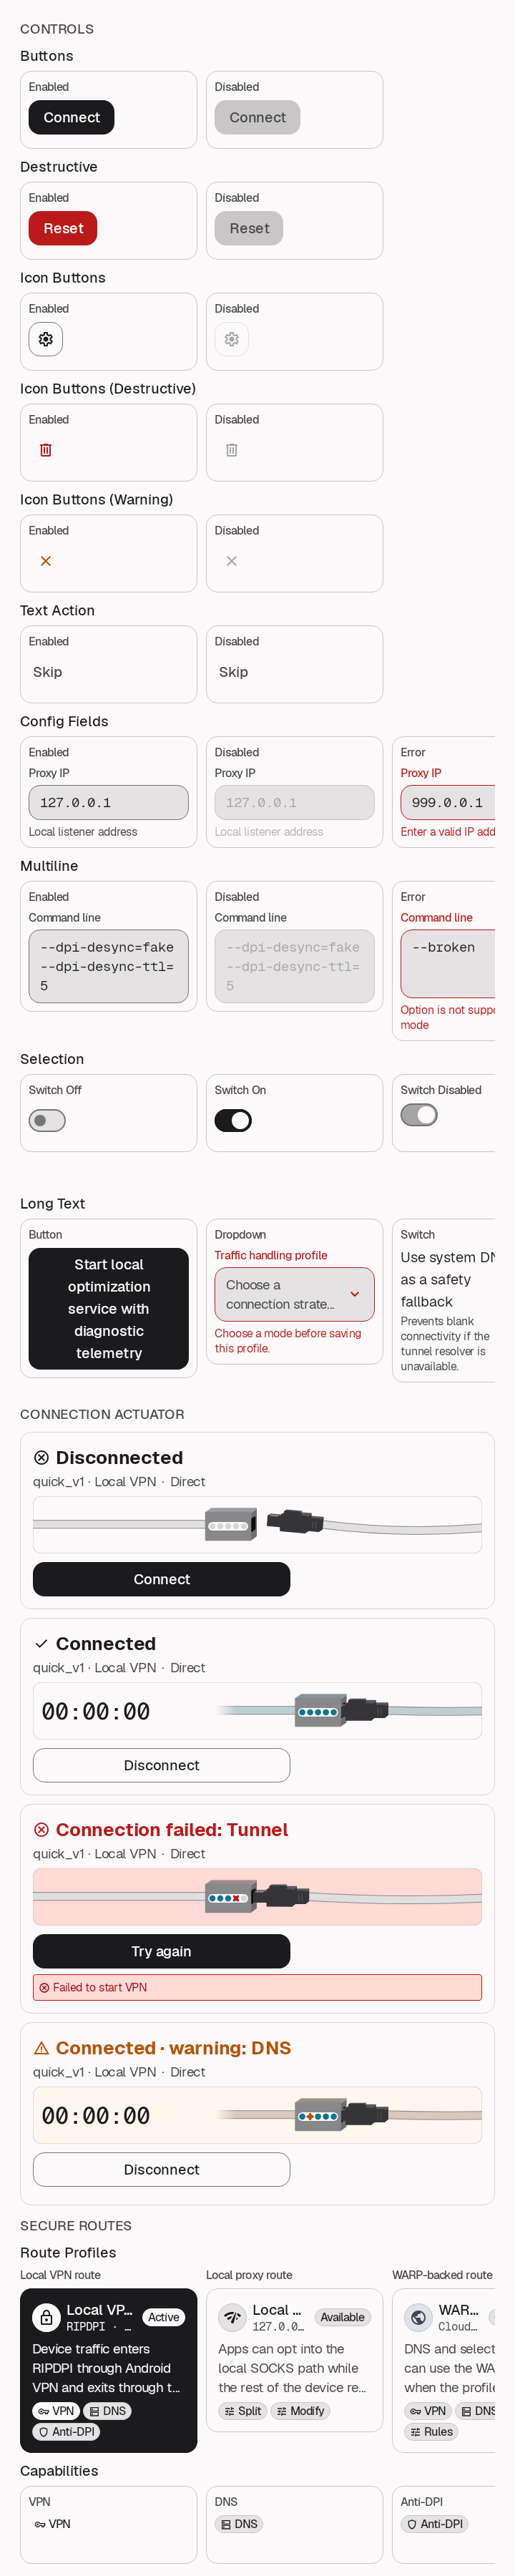 CONTROLS
Buttons
Enabled
Connect
Disabled
Connect
Destructive
Enabled
Reset
Disabled
Reset
Icon Buttons
Enabled
Disabled
Icon Buttons (Destructive)
Enabled
Disabled
Icon Buttons (Warning)
Enabled
Disabled
Text Action
Enabled
Skip
Disabled
Skip
Config Fields
Enabled
Proxy IP
127.0.0.1
Local listener address
Disabled
Proxy IP
127.0.0.1
Local listener address
Error
Proxy IP
999.0.0.1
Enter a valid IP add
Multiline
Enabled
Command line
--dpi-desync=fake
--dpi-desync-ttl=
5
Disabled
Command line
--dpi-desync=fake
--dpi-desync-ttl=
5
Error
Command line
--broken
Option is not suppo
mode
Selection
Switch Off
Switch On
Switch Disabled
Long Text
Button
Start local
optimization
service with
diagnostic
telemetry
Dropdown
Traffic handling profile
Choose a
connection strate...
Choose a mode before saving
this profile.
Switch
Use system DN
as a safety
fallback
Prevents blank
connectivity if the
tunnel resolver is
unavailable.
CONNECTION ACTUATOR
Disconnected
quick_v1 · Local VPN · Direct
Connect
Connected
quick_v1 · Local VPN · Direct
00:00:00
Disconnect
Connection failed: Tunnel
quick_v1 · Local VPN · Direct
Try again
Failed to start VPN
Connected · warning: DNS
quick_v1 · Local VPN · Direct
00:00:00
Disconnect
SECURE ROUTES
Route Profiles
Local VPN route
Local VP...
RIPDPI · …
Active
Device traffic enters
RIPDPI through Android
VPN and exits through t...
VPN
DNS
Anti-DPI
Local proxy route
Local ...
127.0.0…
Available
Apps can opt into the
local SOCKS path while
the rest of the device re...
Split
Modify
WARP-backed route
WAR...
Cloud…
DNS and select
can use the WA
when the profile
VPN
DNS
Rules
Capabilities
VPN
VPN
DNS
DNS
Anti-DPI
Anti-DPI